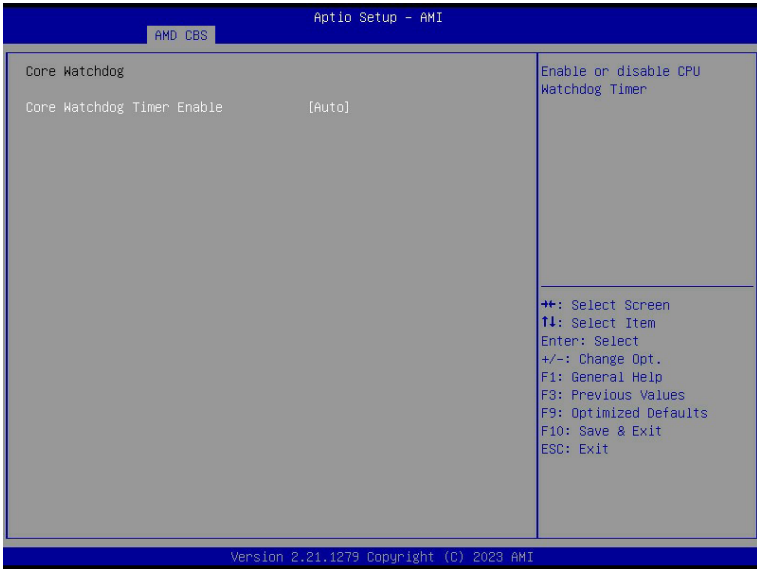 Aptio Setup – AMI
AMD CBS
Core Watchdog
Core Watchdog Timer Enable [Auto]
Enable or disable CPU
Watchdog Timer
→←: Select Screen
↑↓: Select Item
Enter: Select
+/-: Change Opt.
F1: General Help
F3: Previous Values
F9: Optimized Defaults
F10: Save & Exit
ESC: Exit
Version 2.21.1279 Copyright (C) 2023 AMI